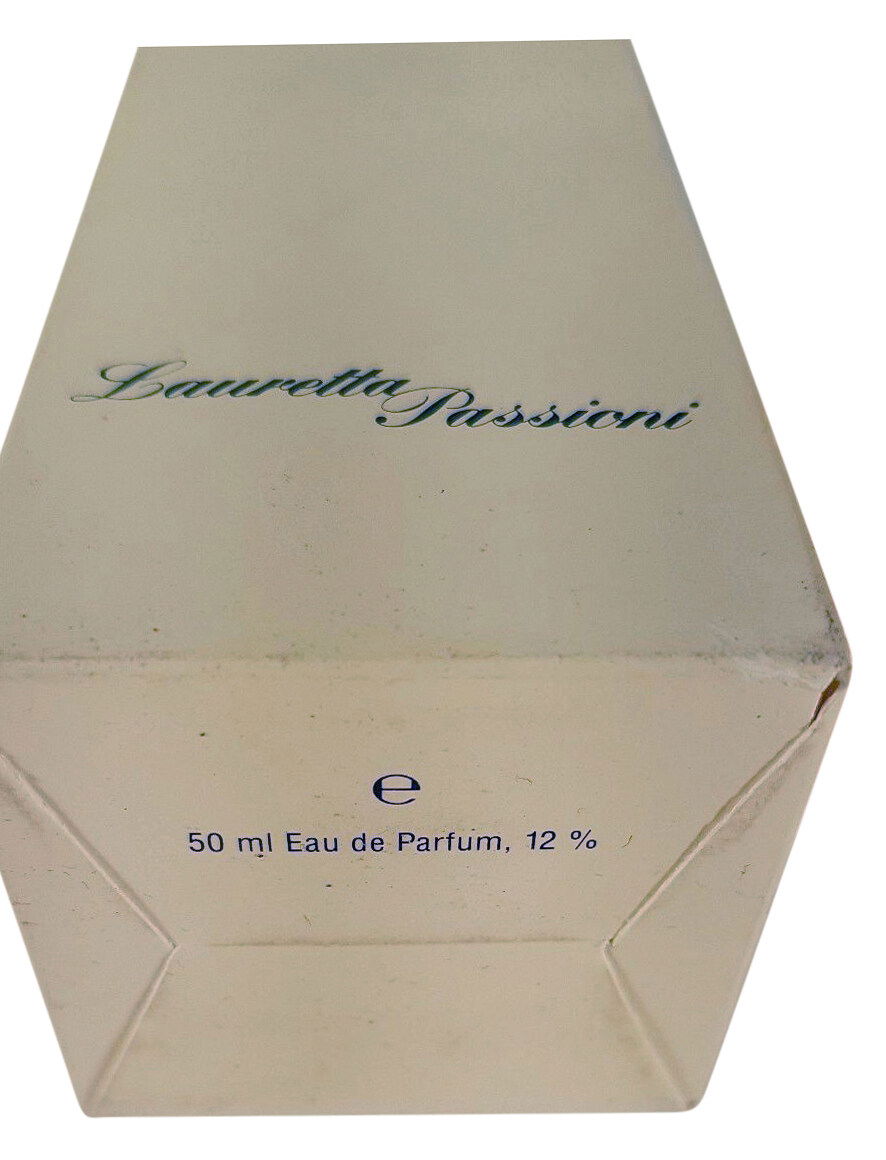 Lauretta
Passioni
℮
50 ml Eau de Parfum, 12 %